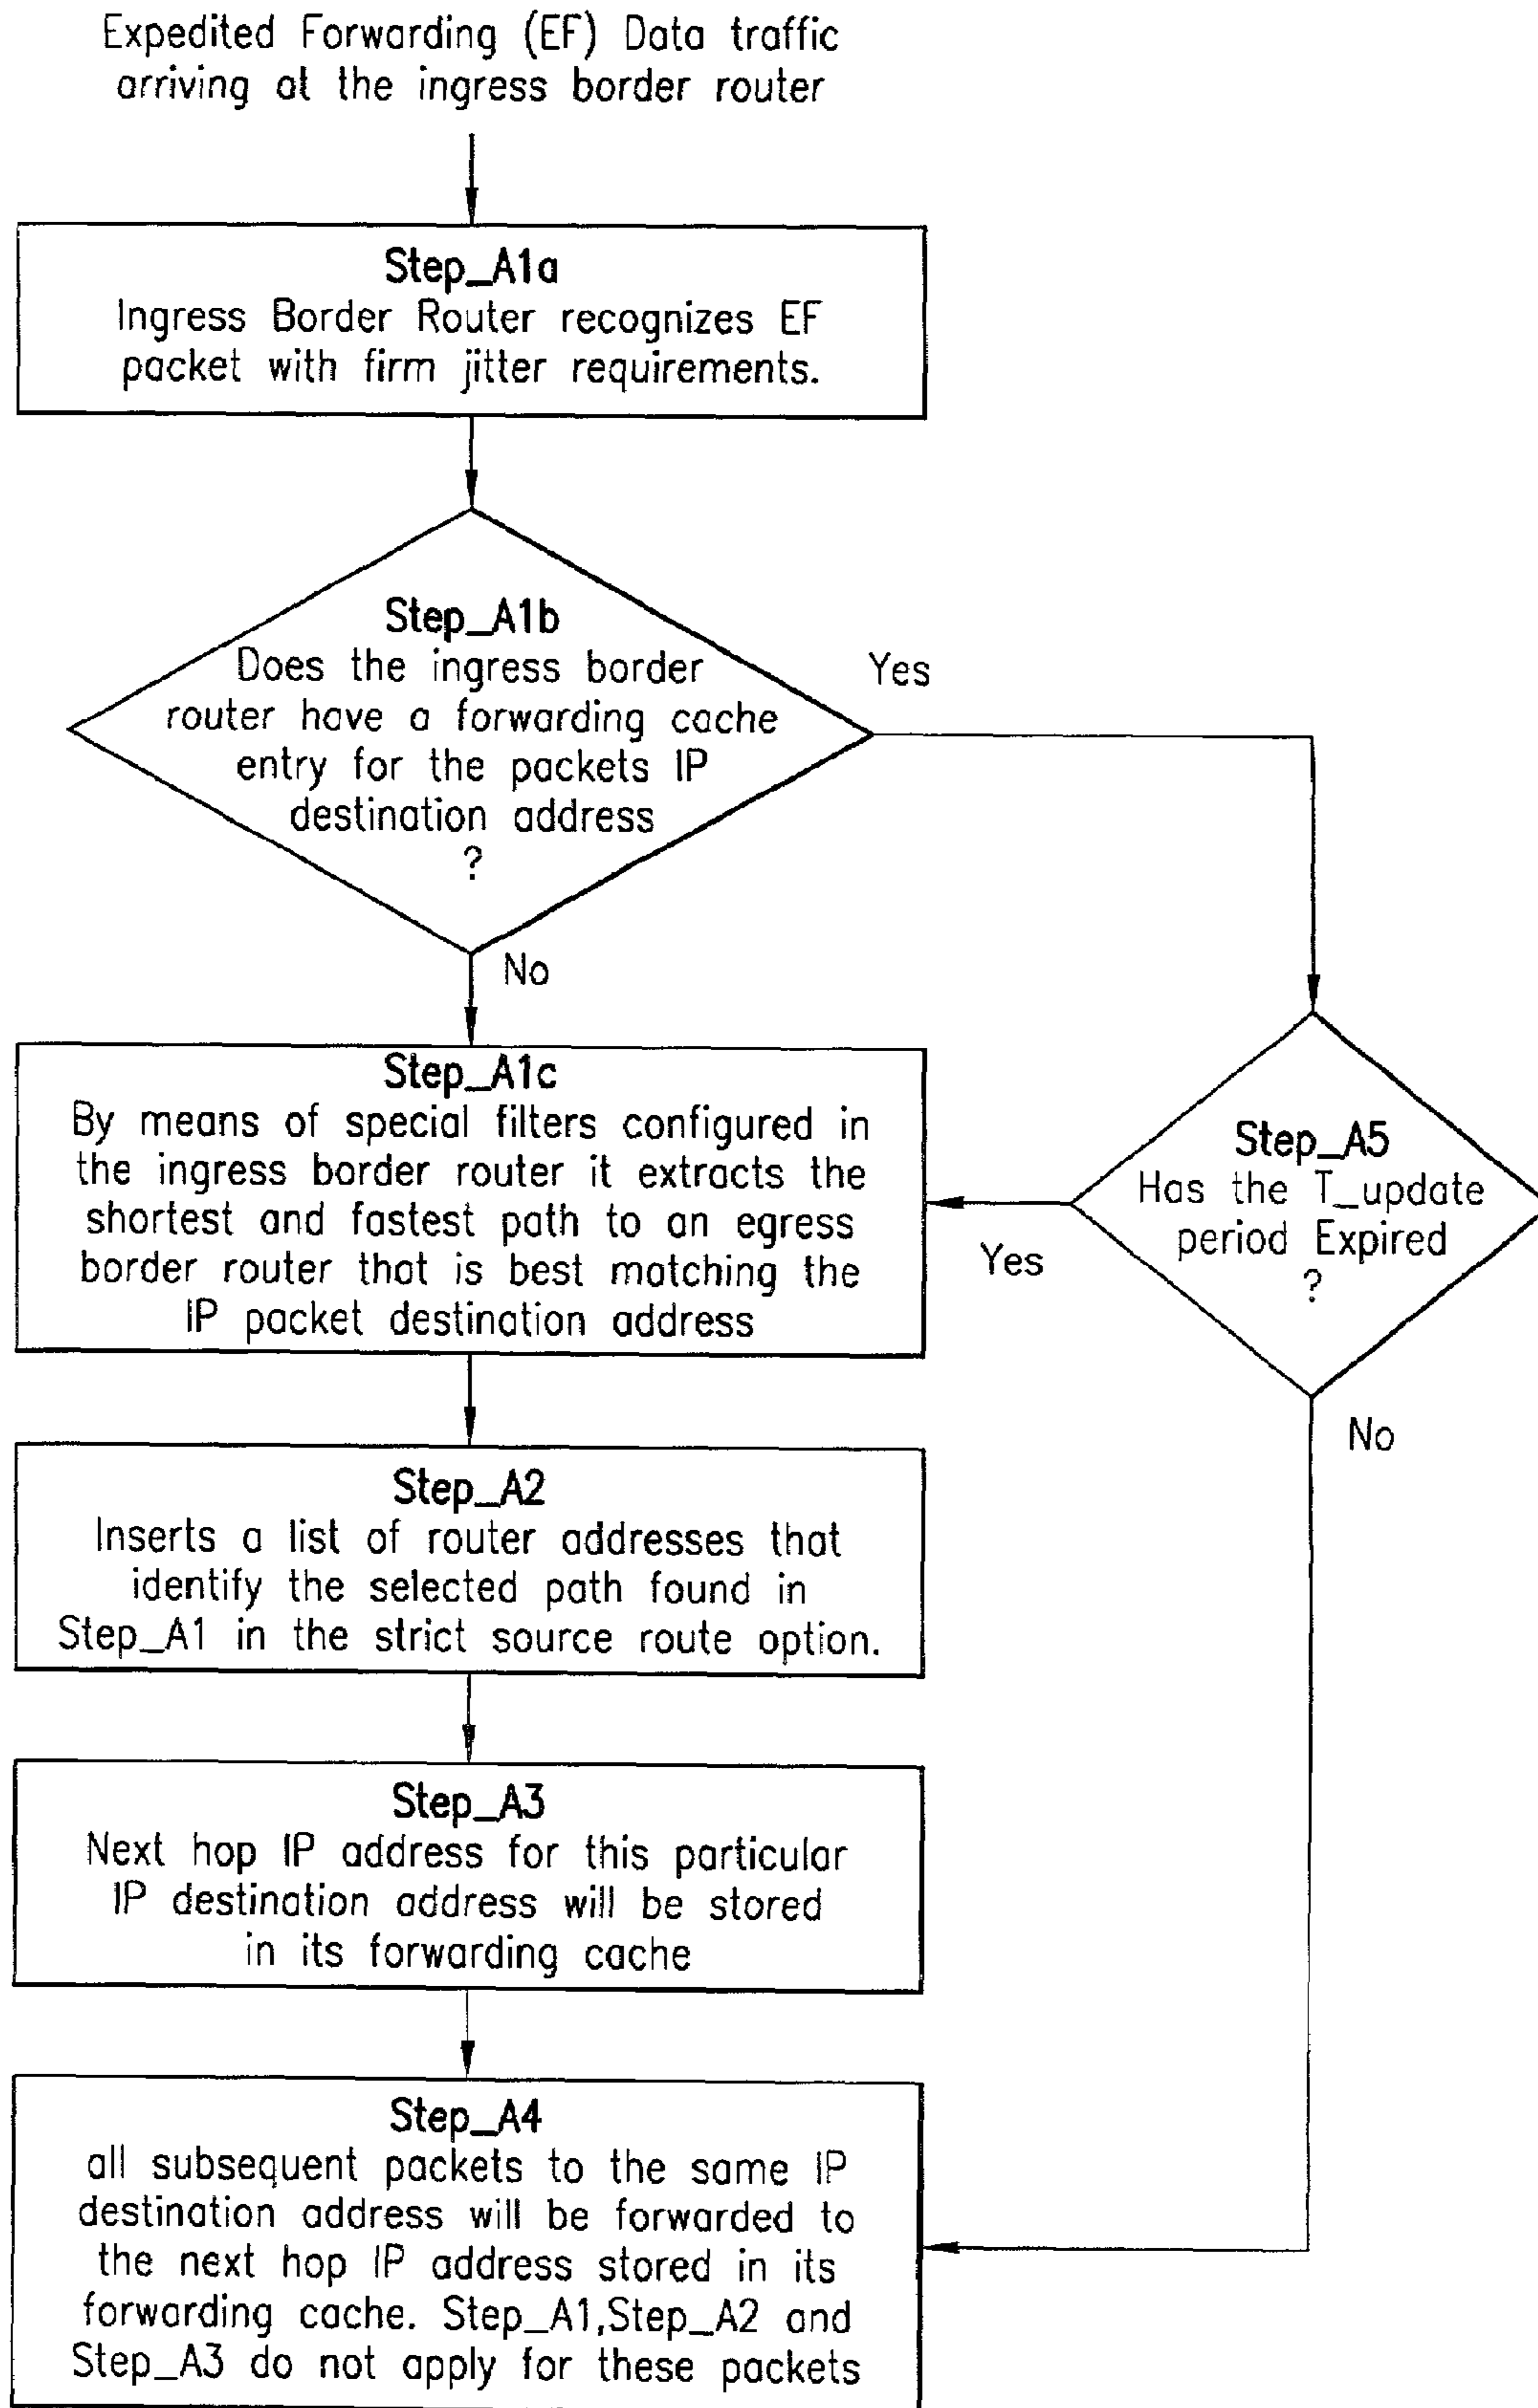 Expedited Forwarding (EF) Data traffic
arriving at the ingress border router
Step_A1a
Ingress Border Router recognizes EF
packet with firm jitter requirements.
Step_A1b
Does the ingress border
router have a forwarding cache
entry for the packets IP
destination address
?
Yes
No
Step_A1c
By means of special filters configured in
the ingress border router it extracts the
shortest and fastest path to an egress
border router that is best matching the
IP packet destination address
Step_A5
Has the T_update
period Expired
?
Yes
No
Step_A2
Inserts a list of router addresses that
identify the selected path found in
Step_A1 in the strict source route option.
Step_A3
Next hop IP address for this particular
IP destination address will be stored
in its forwarding cache
Step_A4
all subsequent packets to the same IP
destination address will be forwarded to
the next hop IP address stored in its
forwarding cache. Step_A1,Step_A2 and
Step_A3 do not apply for these packets